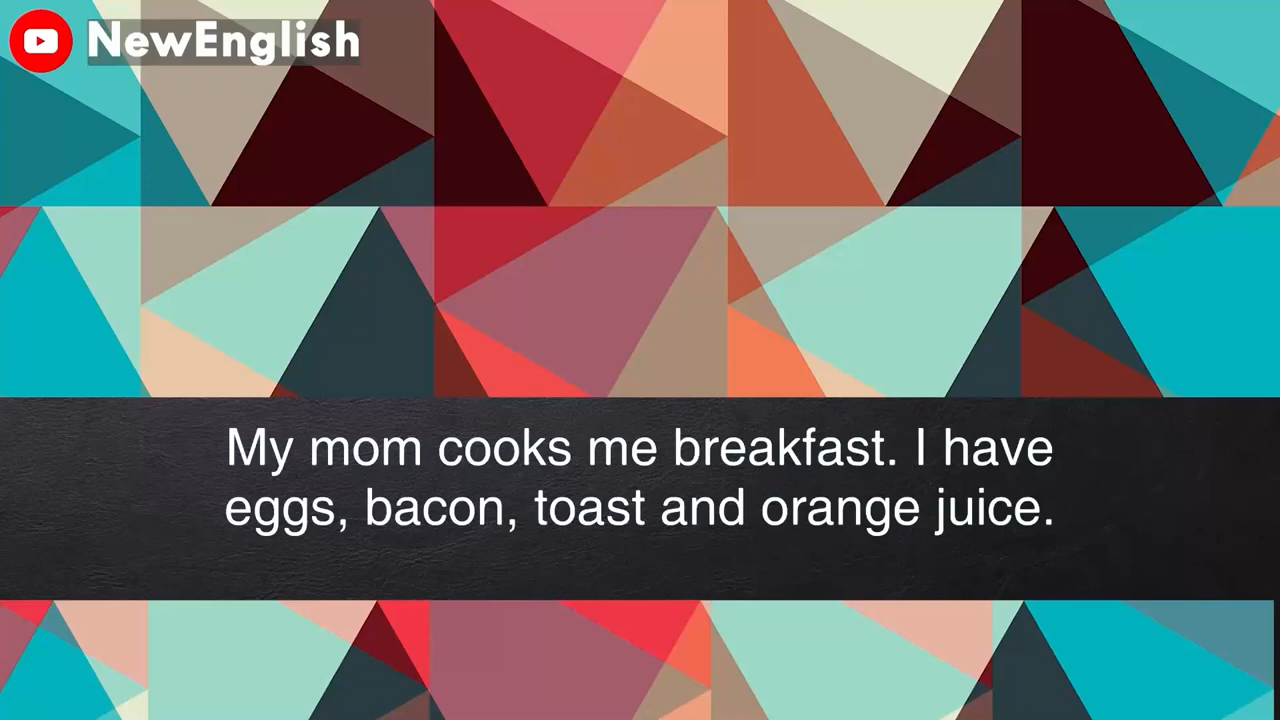 NewEnglish
My mom cooks me breakfast. I have
eggs, bacon, toast and orange juice.